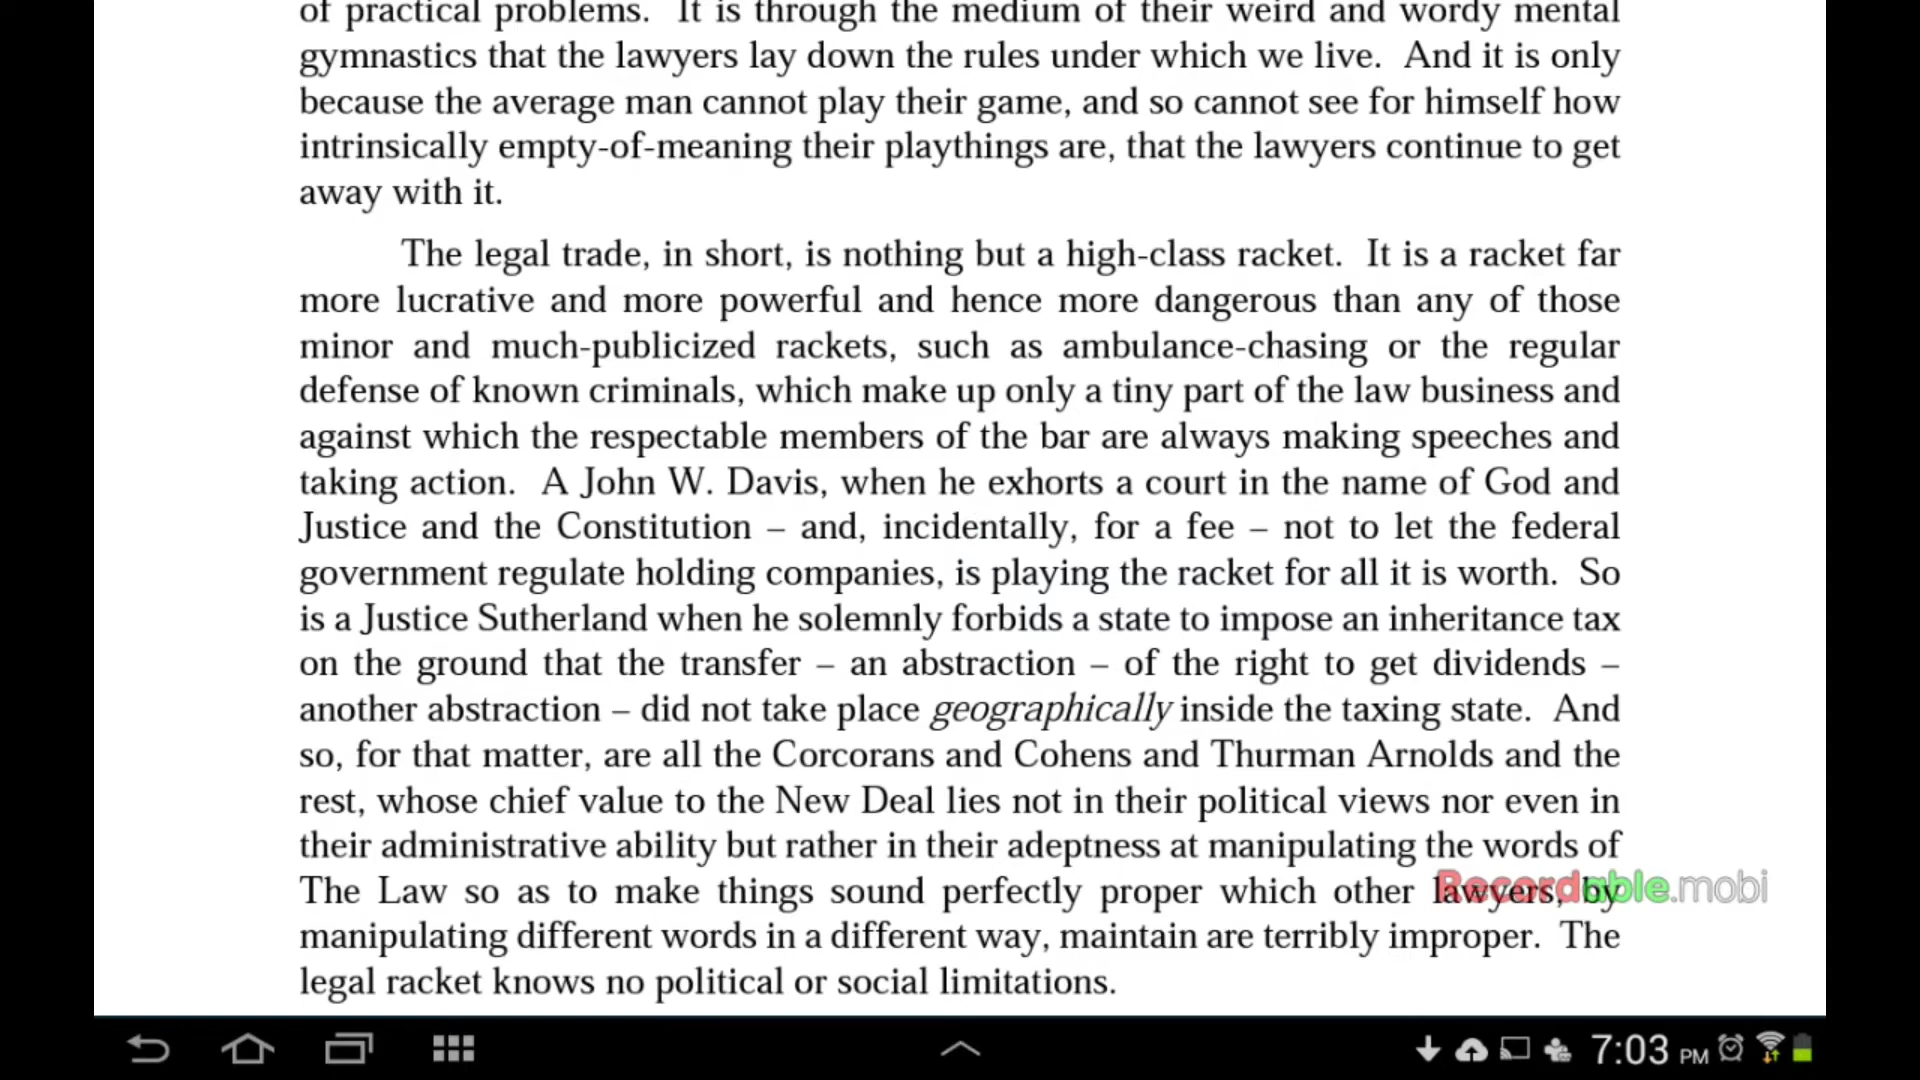 of practical problems. It is through the medium of their weird and wordy mental
gymnastics that the lawyers lay down the rules under which we live. And it is only
because the average man cannot play their game, and so cannot see for himself how
intrinsically empty-of-meaning their playthings are, that the lawyers continue to get
away with it.
The legal trade, in short, is nothing but a high-class racket. It is a racket far
more lucrative and more powerful and hence more dangerous than any of those
minor and much-publicized rackets, such as ambulance-chasing or the regular
defense of known criminals, which make up only a tiny part of the law business and
against which the respectable members of the bar are always making speeches and
taking action. A John W. Davis, when he exhorts a court in the name of God and
Justice and the Constitution – and, incidentally, for a fee – not to let the federal
government regulate holding companies, is playing the racket for all it is worth. So
is a Justice Sutherland when he solemnly forbids a state to impose an inheritance tax
on the ground that the transfer – an abstraction – of the right to get dividends –
another abstraction – did not take place geographically inside the taxing state. And
so, for that matter, are all the Corcorans and Cohens and Thurman Arnolds and the
rest, whose chief value to the New Deal lies not in their political views nor even in
their administrative ability but rather in their adeptness at manipulating the words of
The Law so as to make things sound perfectly proper which other lawyers, by
Recordable.mobi
manipulating different words in a different way, maintain are terribly improper. The
legal racket knows no political or social limitations.
7:03 PM